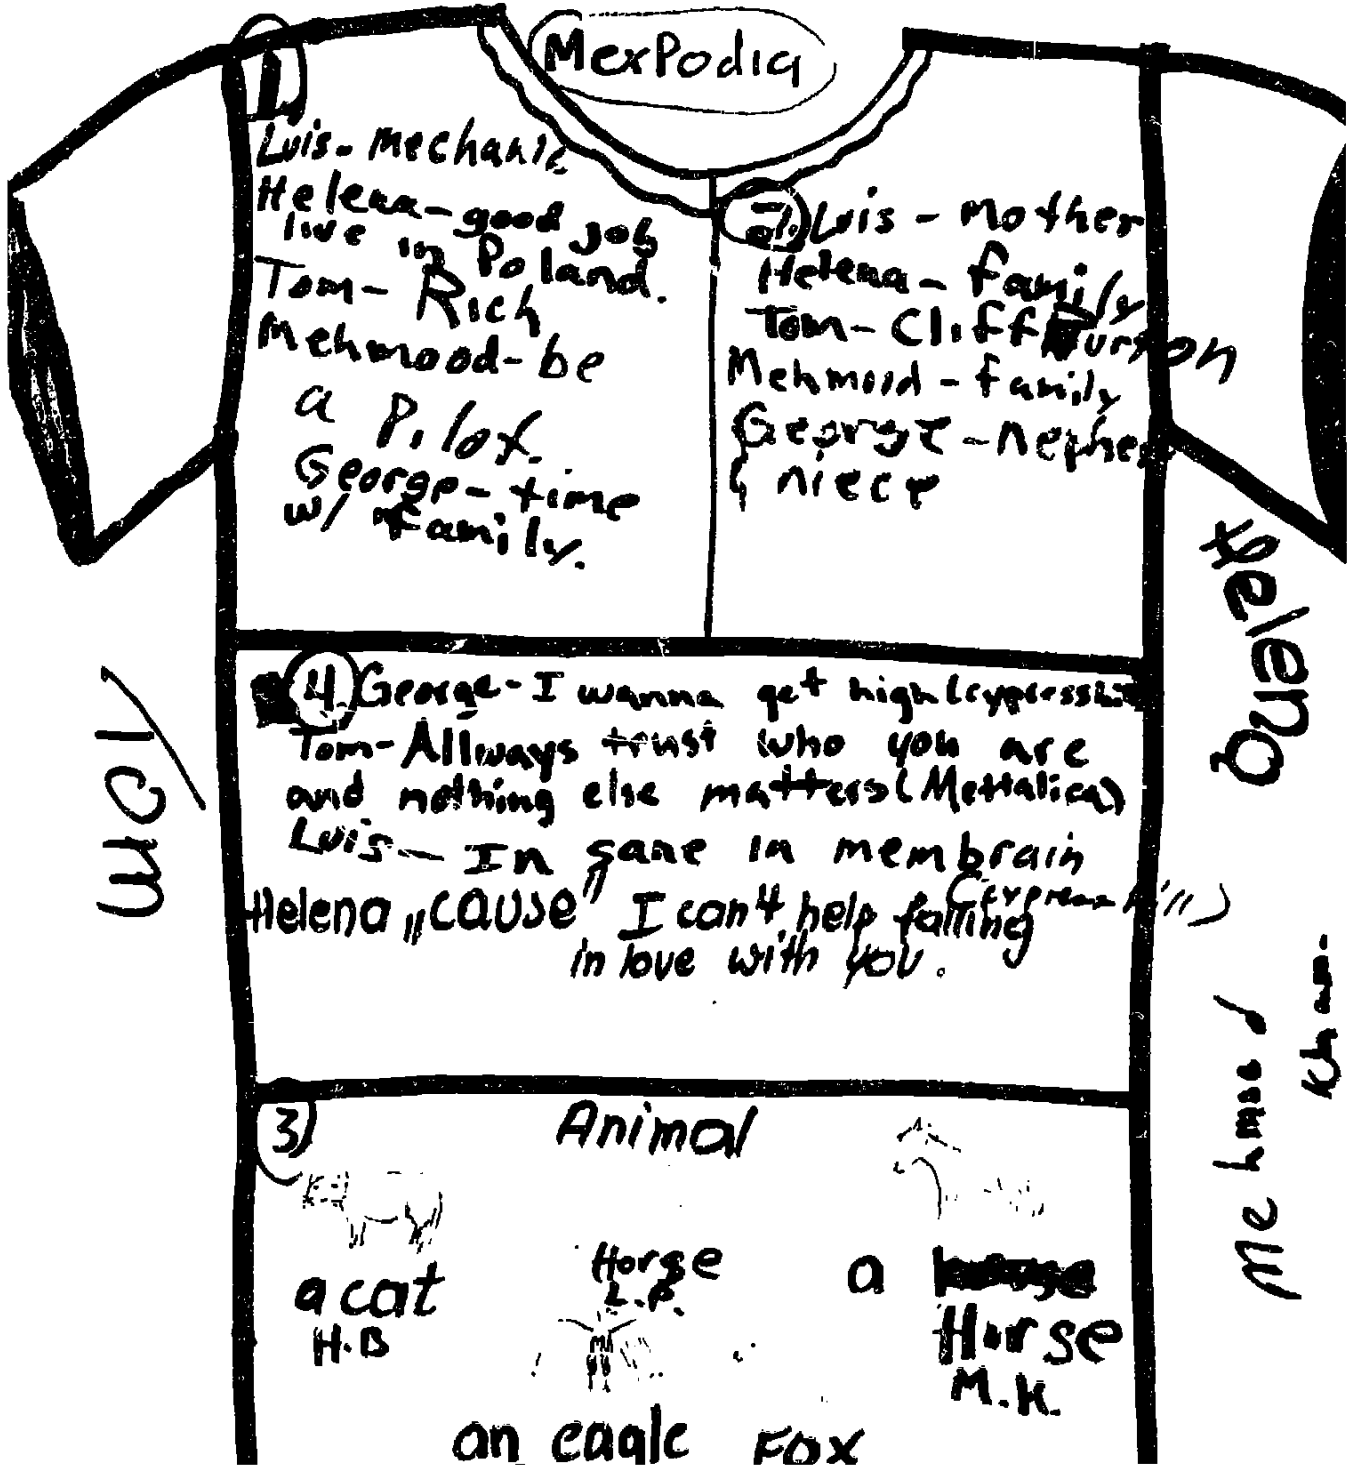 MexPodia
1.
Luis- mechanic
Helena-good job
live in Poland.
Tom- Rich
Mehmood-be
a Pilot.
George-time
w/ family.
2. Luis - Mother
Helena- family
Tom- Cliff Burton
Mehmood - family
George - Nephew
& niece
4. George- I wanna get high (cypresshill
Tom- Allways trust who you are
and nothing else matters (Mettalica)
Luis- In sane in membrain
(Cypress hill)
Helena "cause" I can't help falling
in love with you.
3) Animal
a cat
H.B
Horse
L.P.
a
Horse
M.K.
an eagle
Fox
Tom
Helena
Mehmood
Khan